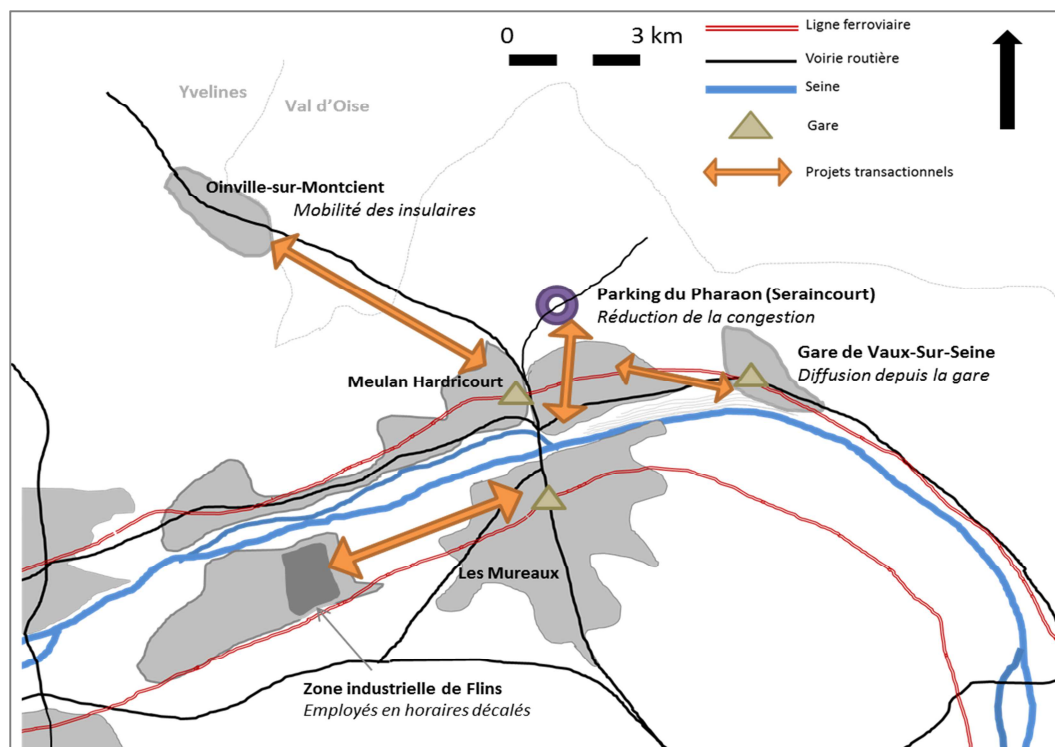 0 3 km
Ligne ferroviaire
Voirie routière
Seine
Gare
Projets transactionnels
Yvelines
Val d'Oise
Oinville-sur-Montcient
Mobilité des insulaires
Parking du Pharaon (Seraincourt)
Réduction de la congestion
Gare de Vaux-Sur-Seine
Diffusion depuis la gare
Meulan Hardricourt
Les Mureaux
Zone industrielle de Flins
Employés en horaires décalés